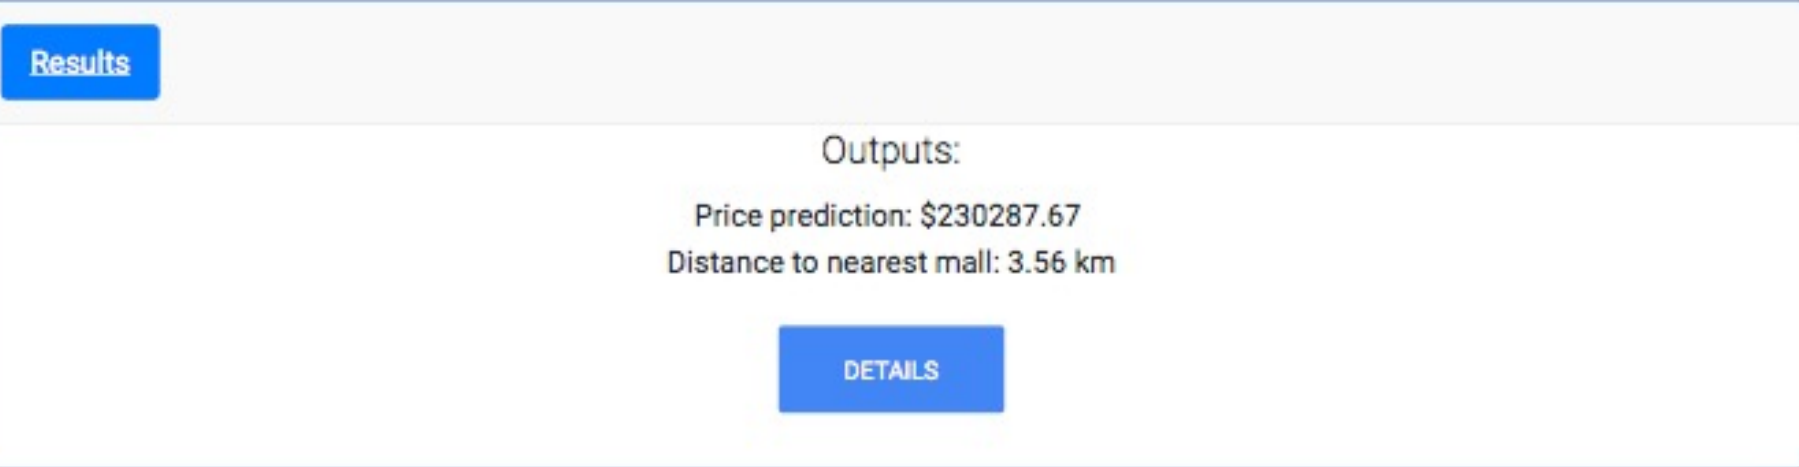 Results
Outputs:
Price prediction: $230287.67
Distance to nearest mall: 3.56 km
DETAILS